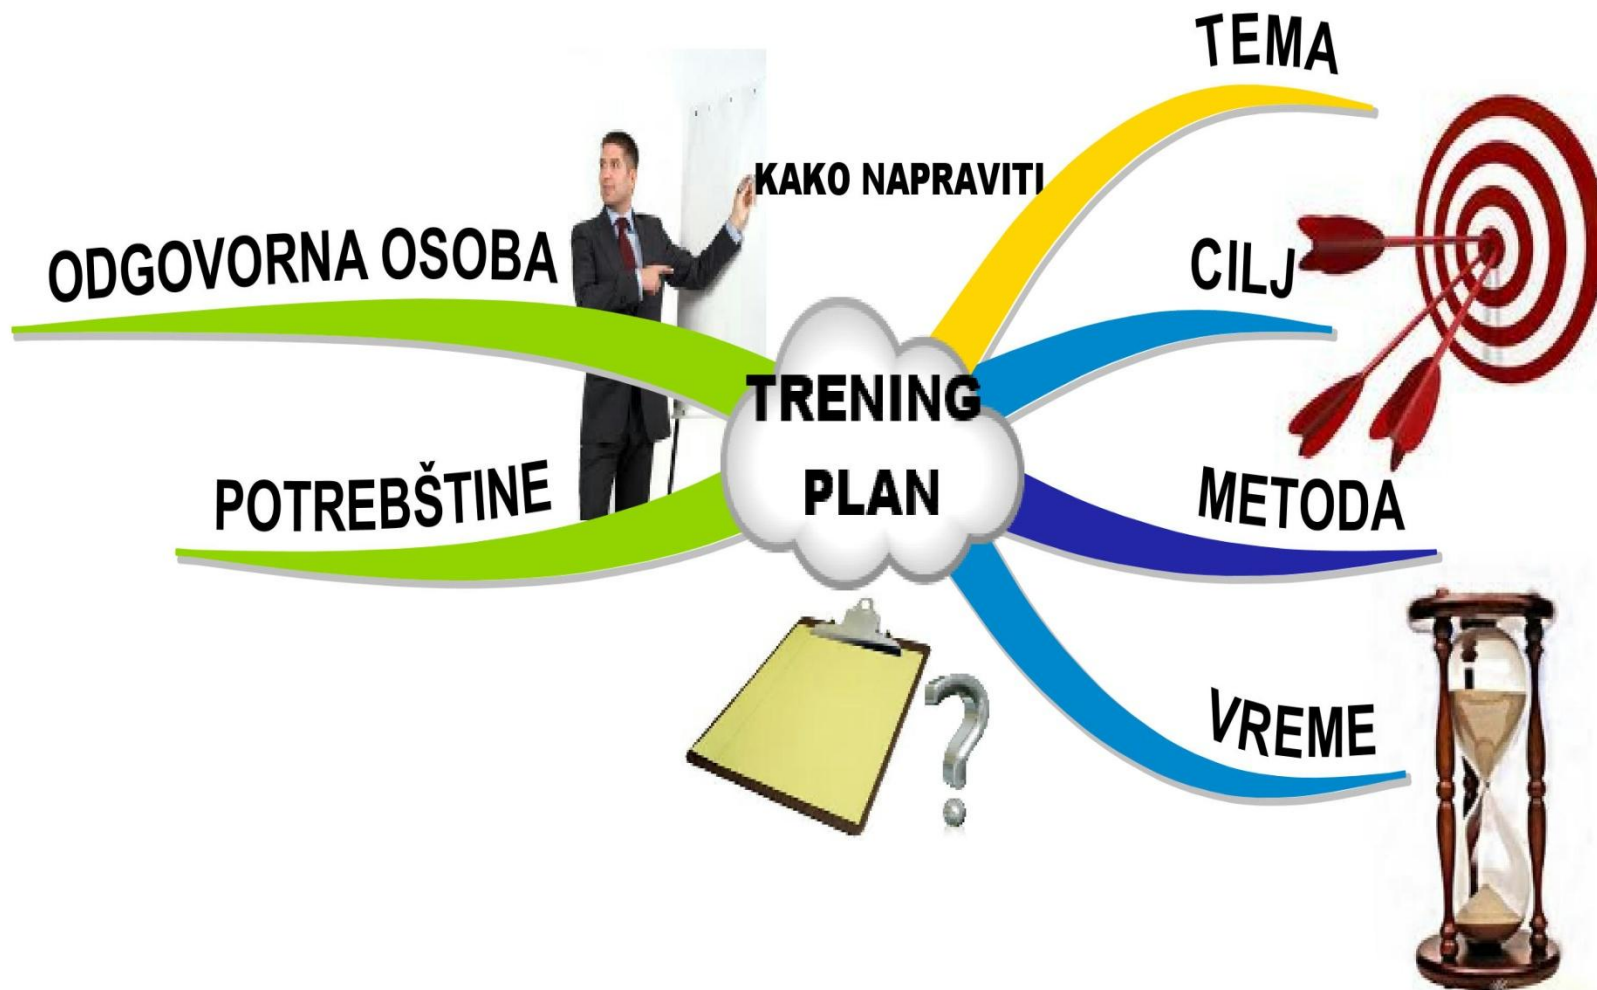 KAKO NAPRAVITI
TRENING
PLAN
TEMA
CILJ
METODA
VREME
POTREBŠTINE
ODGOVORNA OSOBA